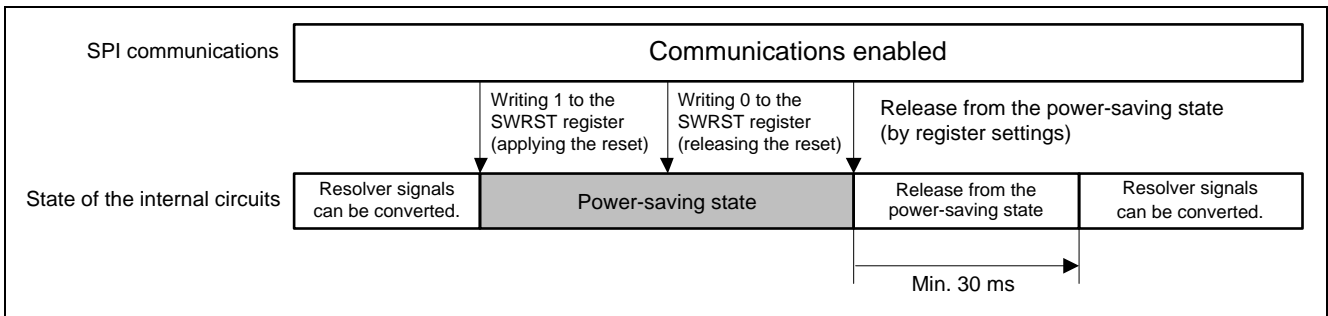 SPI communications
Communications enabled
Writing 1 to the
SWRST register
(applying the reset)
Writing 0 to the
SWRST register
(releasing the reset)
Release from the power-saving state
(by register settings)
State of the internal circuits
Resolver signals
can be converted.
Power-saving state
Release from the
power-saving state
Resolver signals
can be converted.
Min. 30 ms